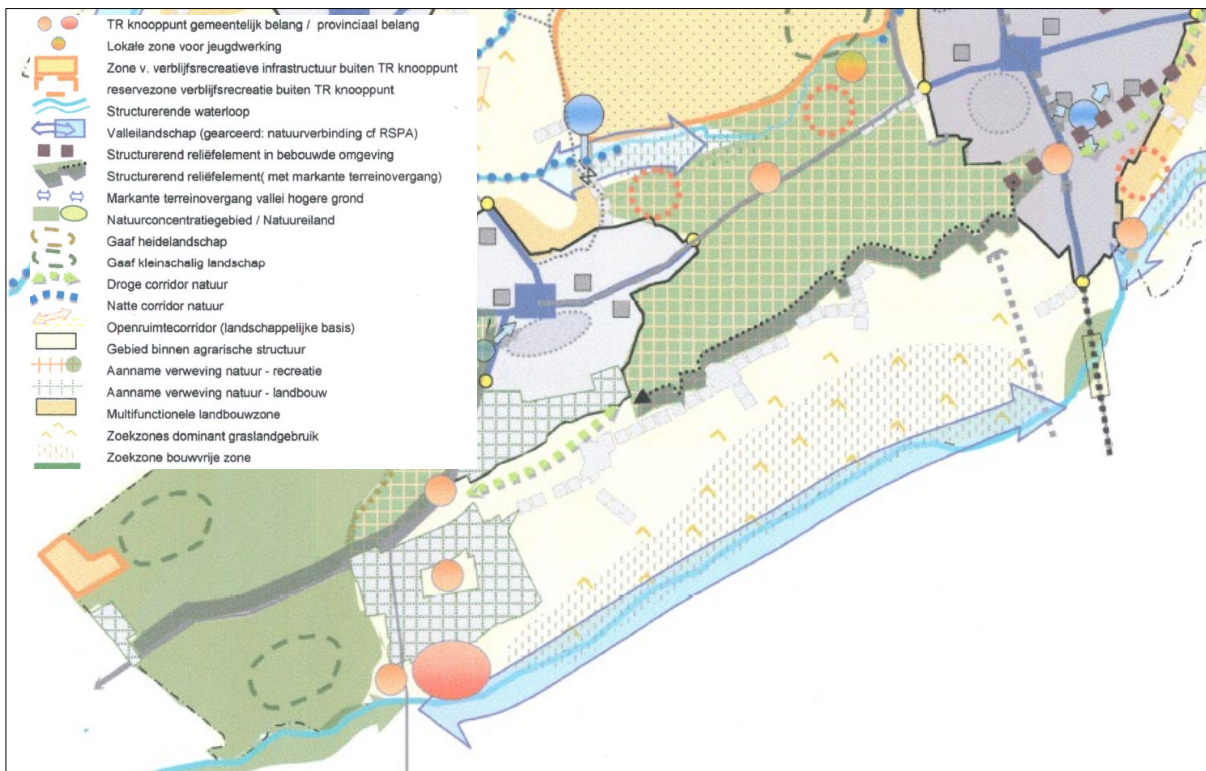 TR knooppunt gemeentelijk belang / provinciaal belang
Lokale zone voor jeugdwerking
Zone v. verblijfsrecreatieve infrastructuur buiten TR knooppunt
reservezone verblijfsrecreatie buiten TR knooppunt
Structurerende waterloop
Valleilandschap (gearceerd: natuurverbinding cf RSPA)
Structurerend reliëfelement in bebouwde omgeving
Structurerend reliëfelement( met markante terreinovergang)
Markante terreinovergang vallei hogere grond
Natuurconcentratiegebied / Natuureiland
Gaaf heidelandschap
Gaaf kleinschalig landschap
Droge corridor natuur
Natte corridor natuur
Openruimtecorridor (landschappelijke basis)
Gebied binnen agrarische structuur
Aanname verweving natuur - recreatie
Aanname verweving natuur - landbouw
Multifunctionele landbouwzone
Zoekzones dominant graslandgebruik
Zoekzone bouwvrije zone